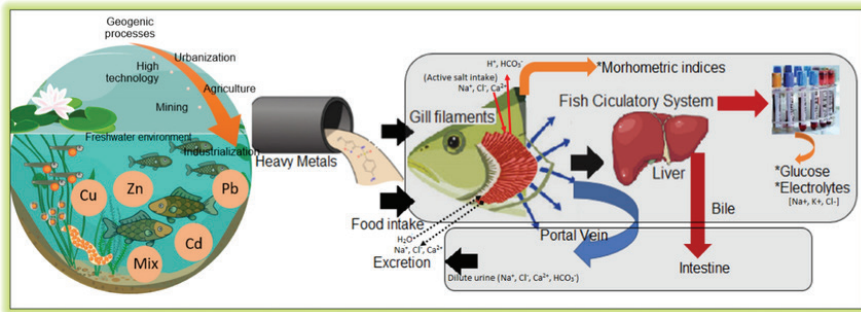 Geogenic
processes
Urbanization
High
technology
Agriculture
Mining
Freshwater environment
Industrialization
Cu
Zn
Pb
Cd
Mix
Heavy Metals
Food intake
H⁺, HCO₃⁻
(Active salt intake)
Na⁺, Cl⁻, Ca²⁺
Gill filaments
*Morhometric indices
Fish Ciculatory System
Liver
*Glucose
*Electrolytes
[Na+, K+, Cl-]
Bile
Portal Vein
Intestine
H₂O
Na⁺, Cl⁻, Ca²⁺
Excretion
Dilute urine (Na⁺, Cl⁻, Ca²⁺, HCO₃⁻)